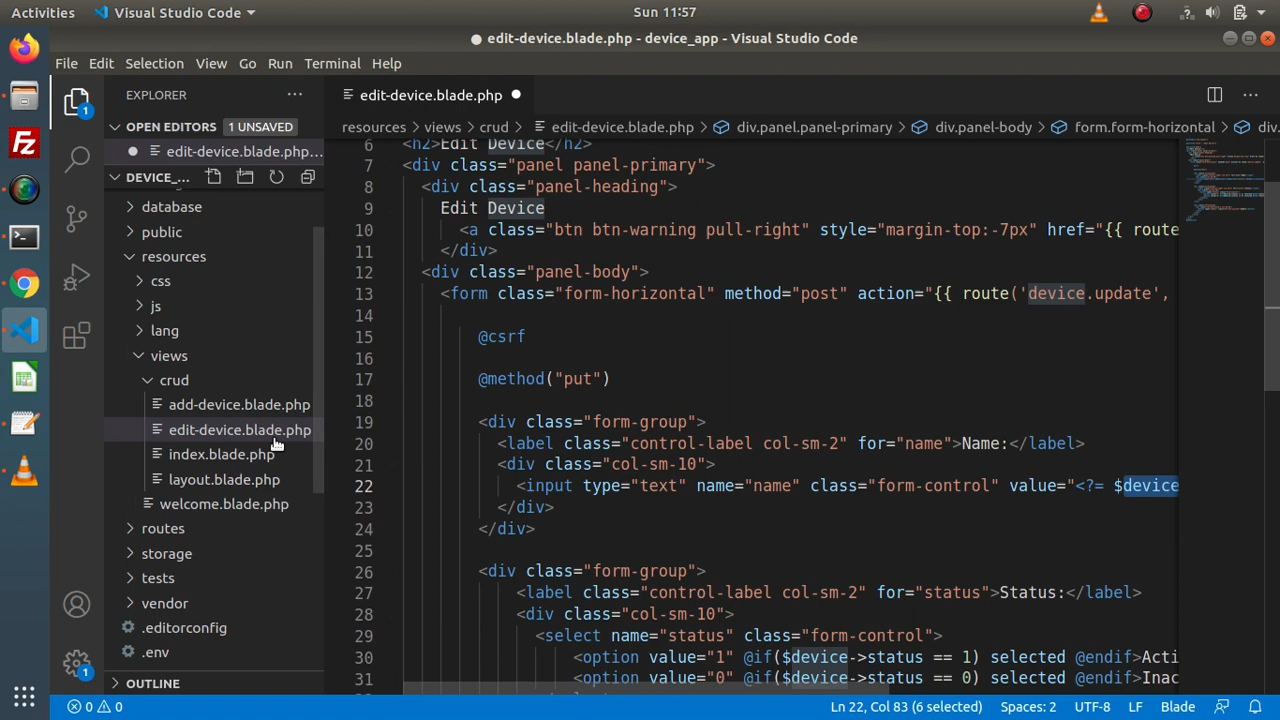 Activities
Visual Studio Code
Sun 11:57
edit-device.blade.php - device_app - Visual Studio Code
File Edit Selection View Go Run Terminal Help
EXPLORER
edit-device.blade.php
OPEN EDITORS 1 UNSAVED
edit-device.blade.php...
DEVICE_...
database
public
resources
css
js
lang
views
crud
add-device.blade.php
edit-device.blade.php
index.blade.php
layout.blade.php
welcome.blade.php
routes
storage
tests
vendor
.editorconfig
.env
OUTLINE
resources > views > crud > edit-device.blade.php > div.panel.panel-primary > div.panel-body > form.form-horizontal > div.
6 <h2>Edit Device</h2>
7 <div class="panel panel-primary">
8 <div class="panel-heading">
9 Edit Device
10 <a class="btn btn-warning pull-right" style="margin-top:-7px" href="{{ route
11 </div>
12 <div class="panel-body">
13 <form class="form-horizontal" method="post" action="{{ route('device.update',
14
15 @csrf
16
17 @method("put")
18
19 <div class="form-group">
20 <label class="control-label col-sm-2" for="name">Name:</label>
21 <div class="col-sm-10">
22 <input type="text" name="name" class="form-control" value="<?= $device
23 </div>
24 </div>
25
26 <div class="form-group">
27 <label class="control-label col-sm-2" for="status">Status:</label>
28 <div class="col-sm-10">
29 <select name="status" class="form-control">
30 <option value="1" @if($device->status == 1) selected @endif>Acti
31 <option value="0" @if($device->status == 0) selected @endif>Inac
1
1
0 0
Ln 22, Col 83 (6 selected) Spaces: 2 UTF-8 LF Blade